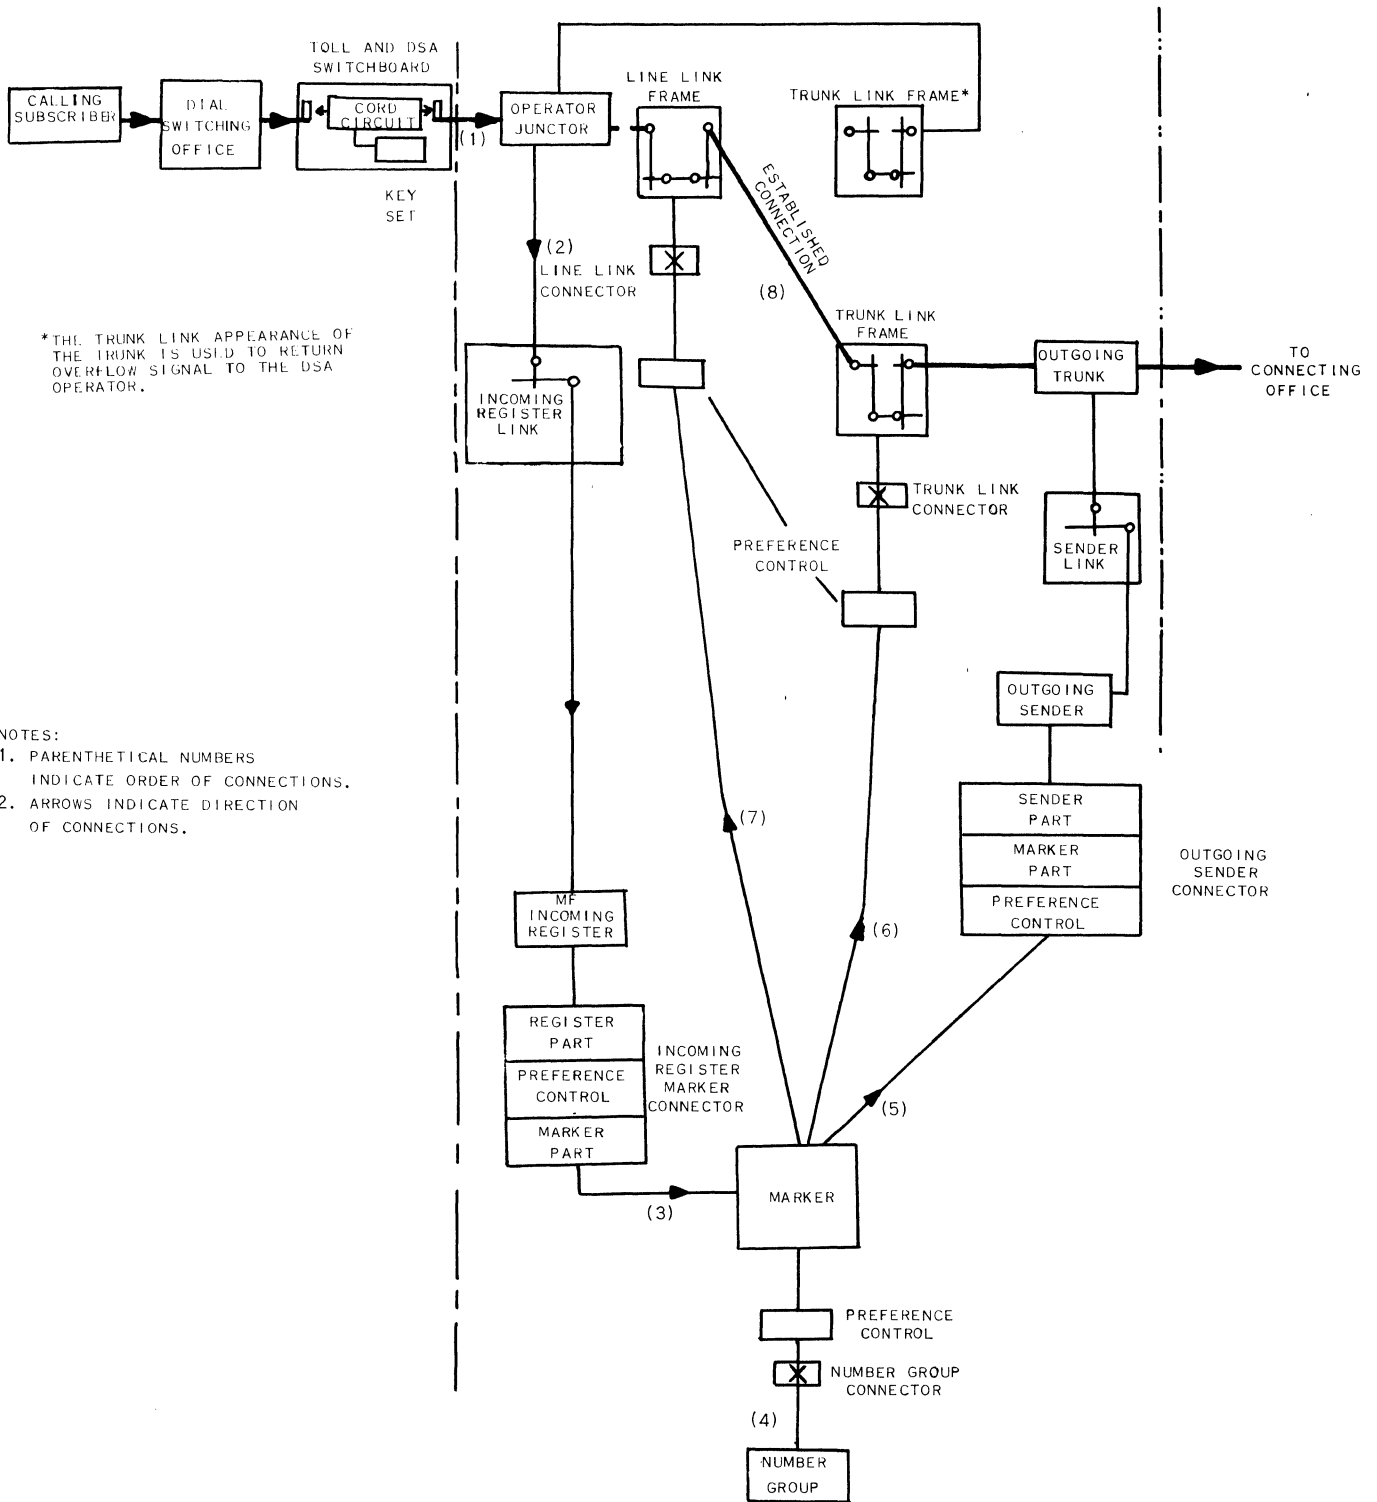 TOLL AND DSA
SWITCHBOARD
CALLING
SUBSCRIBER
DIAL
SWITCHING
OFFICE
CORD
CIRCUIT
KEY
SET
(1)
OPERATOR
JUNCTOR
LINE LINK
FRAME
TRUNK LINK FRAME*
ESTABLISHED
CONNECTION
(8)
(2)
LINE LINK
CONNECTOR
*THE TRUNK LINK APPEARANCE OF
THE TRUNK IS USED TO RETURN
OVERFLOW SIGNAL TO THE DSA
OPERATOR.
INCOMING
REGISTER
LINK
TRUNK LINK
FRAME
OUTGOING
TRUNK
TO
CONNECTING
OFFICE
TRUNK LINK
CONNECTOR
SENDER
LINK
PREFERENCE
CONTROL
OUTGOING
SENDER
NOTES:
1. PARENTHETICAL NUMBERS
INDICATE ORDER OF CONNECTIONS.
2. ARROWS INDICATE DIRECTION
OF CONNECTIONS.
SENDER
PART
MARKER
PART
PREFERENCE
CONTROL
OUTGOING
SENDER
CONNECTOR
(7)
(6)
(5)
MF
INCOMING
REGISTER
REGISTER
PART
PREFERENCE
CONTROL
MARKER
PART
INCOMING
REGISTER
MARKER
CONNECTOR
(3)
MARKER
PREFERENCE
CONTROL
NUMBER GROUP
CONNECTOR
(4)
NUMBER
GROUP